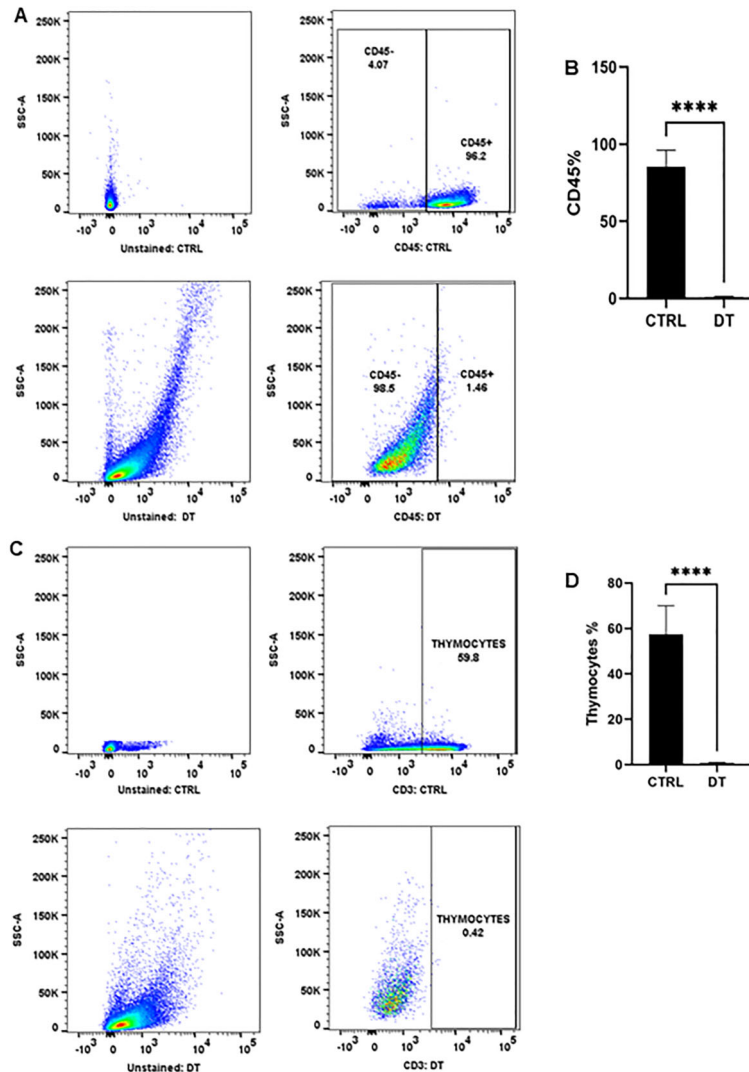 A
250K
200K
150K
100K
50K
0
SSC-A
-10³ 0 10³ 10⁴ 10⁵
Unstained: CTRL
250K
200K
150K
100K
50K
0
SSC-A
CD45-
4.07
CD45+
96.2
-10³ 0 10³ 10⁴ 10⁵
CD45: CTRL
B
150
100
50
0
CD45%
****
CTRL DT
250K
200K
150K
100K
50K
0
SSC-A
-10³ 0 10³ 10⁴ 10⁵
Unstained: DT
250K
200K
150K
100K
50K
0
SSC-A
CD45-
98.5
CD45+
1.46
-10³ 0 10³ 10⁴ 10⁵
CD45: DT
C
250K
200K
150K
100K
50K
0
SSC-A
-10³ 0 10³ 10⁴ 10⁵
Unstained: CTRL
250K
200K
150K
100K
50K
0
SSC-A
THYMOCYTES
59.8
-10³ 0 10³ 10⁴ 10⁵
CD3: CTRL
D
80
60
40
20
0
Thymocytes %
****
CTRL DT
250K
200K
150K
100K
50K
0
SSC-A
-10³ 0 10³ 10⁴ 10⁵
Unstained: DT
250K
200K
150K
100K
50K
0
SSC-A
THYMOCYTES
0.42
-10³ 0 10³ 10⁴ 10⁵
CD3: DT